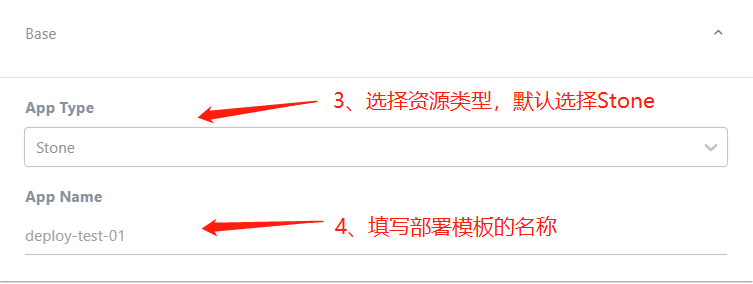 Base
App Type
3、选择资源类型，默认选择Stone
Stone
App Name
4、填写部署模板的名称
deploy-test-01